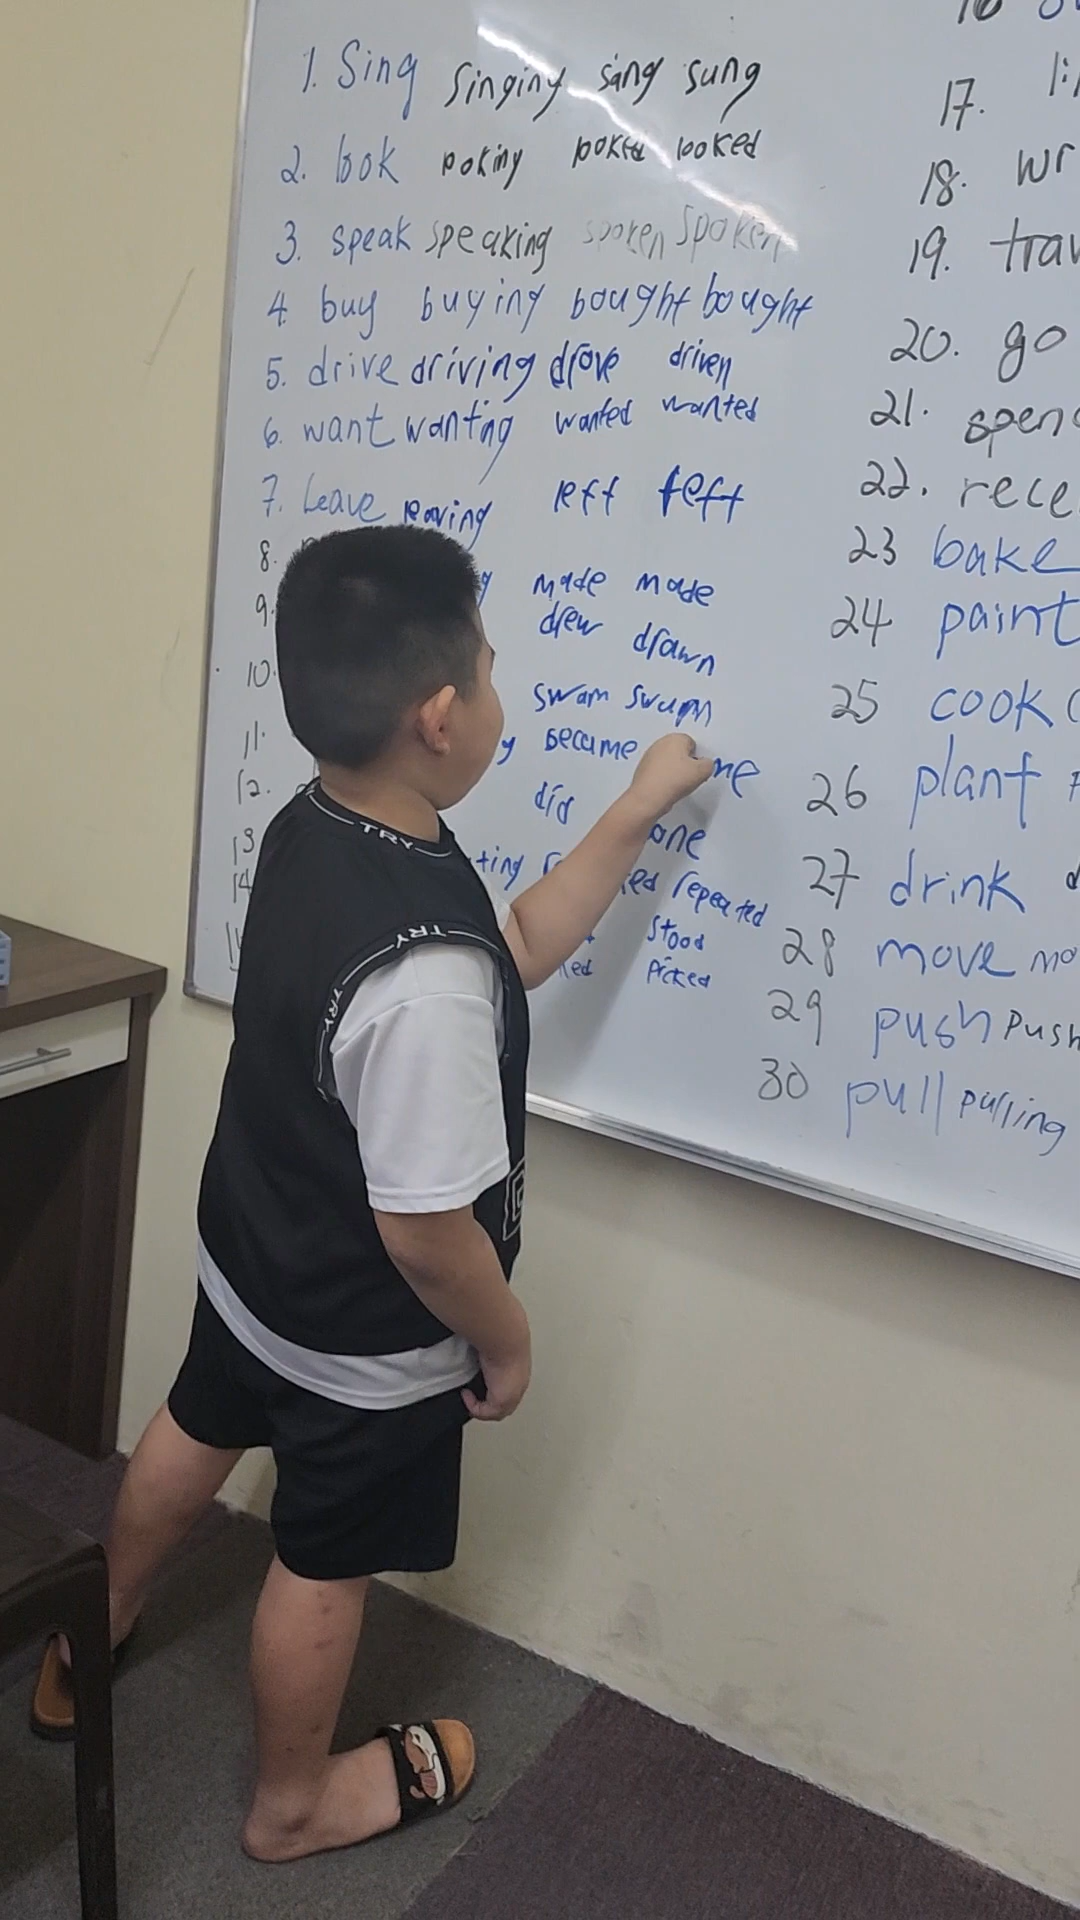 1. Sing Singing sang sung
2. look looking looked looked
3. speak speaking spoken spoken
4. buy buying bought bought
5. drive driving drove driven
6. want wanting wanted wanted
7. Leave leaving left left
8.
9. made made
drew drawn
10. swam swum
11. became
12. did
13 repeated
14 stood
picked
16
17.
18. wr
19. trav
20. go
21. spen
22. rece
23 bake
24 paint
25 cook
26 plant
27 drink
28 move mo
29 push push
30 pull pulling
TRY
TRY
TRY